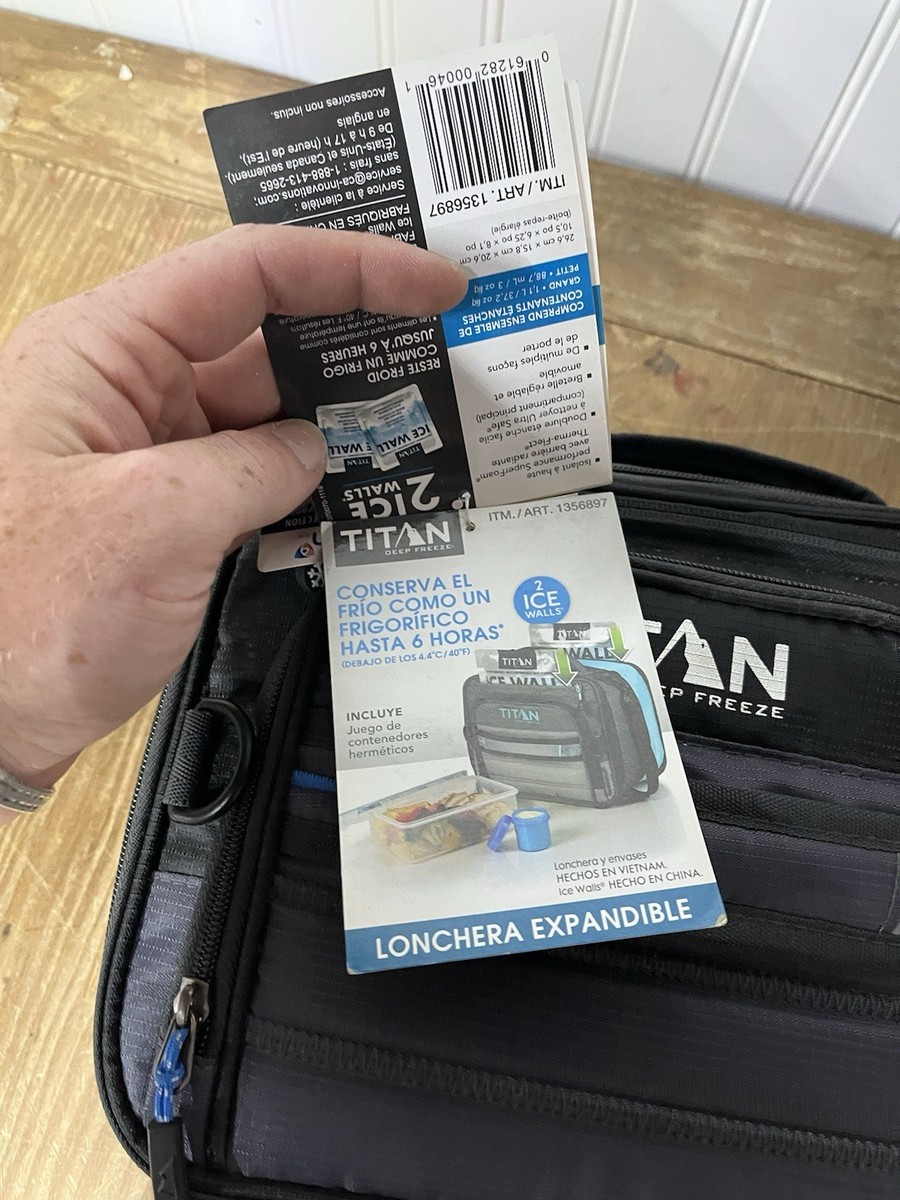 Accessoires non inclus.
en anglais
De 9 h à 17 h (heure de l'Est),
(États-Unis et Canada seulement).
sans frais : 1-888-413-2665
service@ca-innovations.com;
Service à la clientèle :
FABRIQUÉS EN
Ice Walls
RESTE FROID
COMME UN FRIGO
JUSQU'À 6 HEURES
ICE WALL
TITAN
2 ICE
WALLS
0 61282 00046 1
ITM./ART. 1356897
26,6 cm x 15,8 cm x 20,6 cm
10,5 po x 6,25 po x 8,1 po
(boîte-repas élargie)
COMPREND ENSEMBLE DE
CONTENANTS ÉTANCHES
GRAND • 1,1 L / 37,2 oz liq
PETIT • 88,7 mL / 3 oz liq
▪ De multiples façons
de le porter
▪ Bretelle réglable et
amovible
▪ Doublure étanche facile
à nettoyer Ultra Safe®
(compartiment principal)
▪ Isolant à haute
performance SuperFoam®
avec barrière radiante
Therma-Flect®
TITAN
DEEP FREEZE®
ITM./ART. 1356897
CONSERVA EL
FRÍO COMO UN
FRIGORÍFICO
HASTA 6 HORAS*
(DEBAJO DE LOS 4.4°C/40°F)
2
ICE
WALLS®
INCLUYE
Juego de
contenedores
herméticos
TITAN
WALL
TITAN
ICE WALL
TITAN
Lonchera y envases
HECHOS EN VIETNAM.
Ice Walls® HECHO EN CHINA.
LONCHERA EXPANDIBLE
TITAN
EP FREEZE